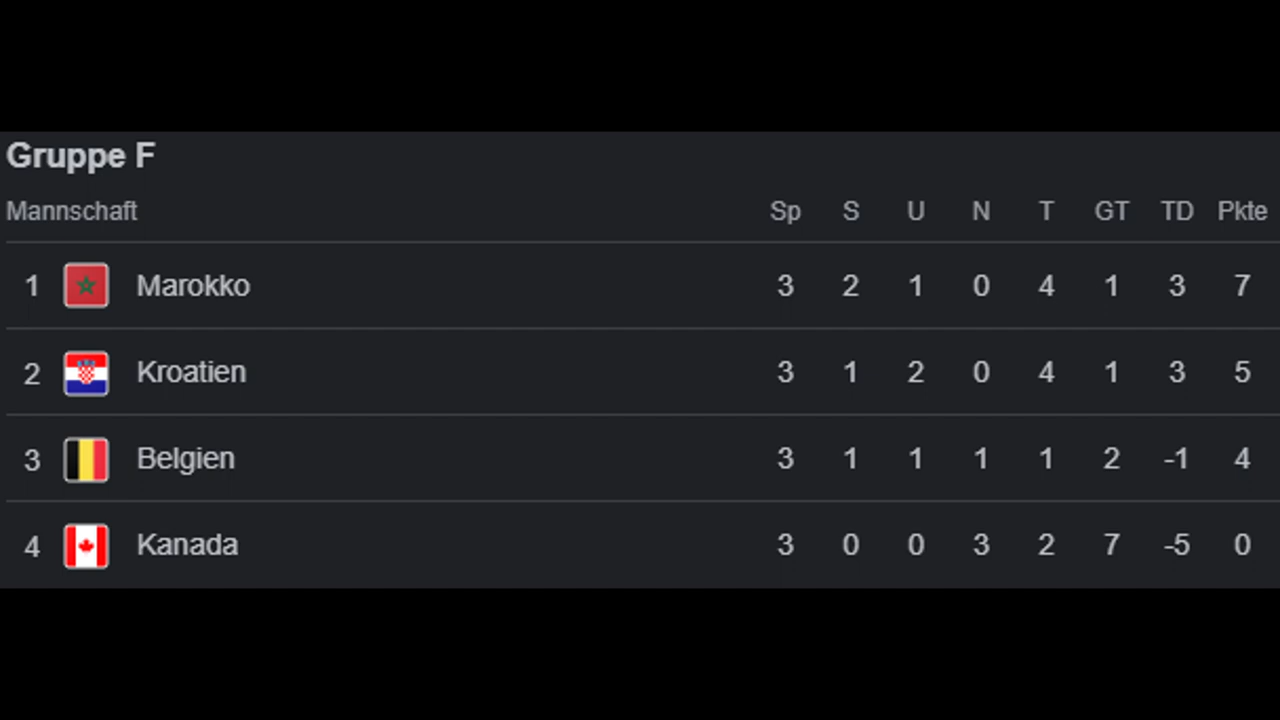 Gruppe F
Mannschaft Sp S U N T GT TD Pkte
1 Marokko 3 2 1 0 4 1 3 7
2 Kroatien 3 1 2 0 4 1 3 5
3 Belgien 3 1 1 1 1 2 -1 4
4 Kanada 3 0 0 3 2 7 -5 0